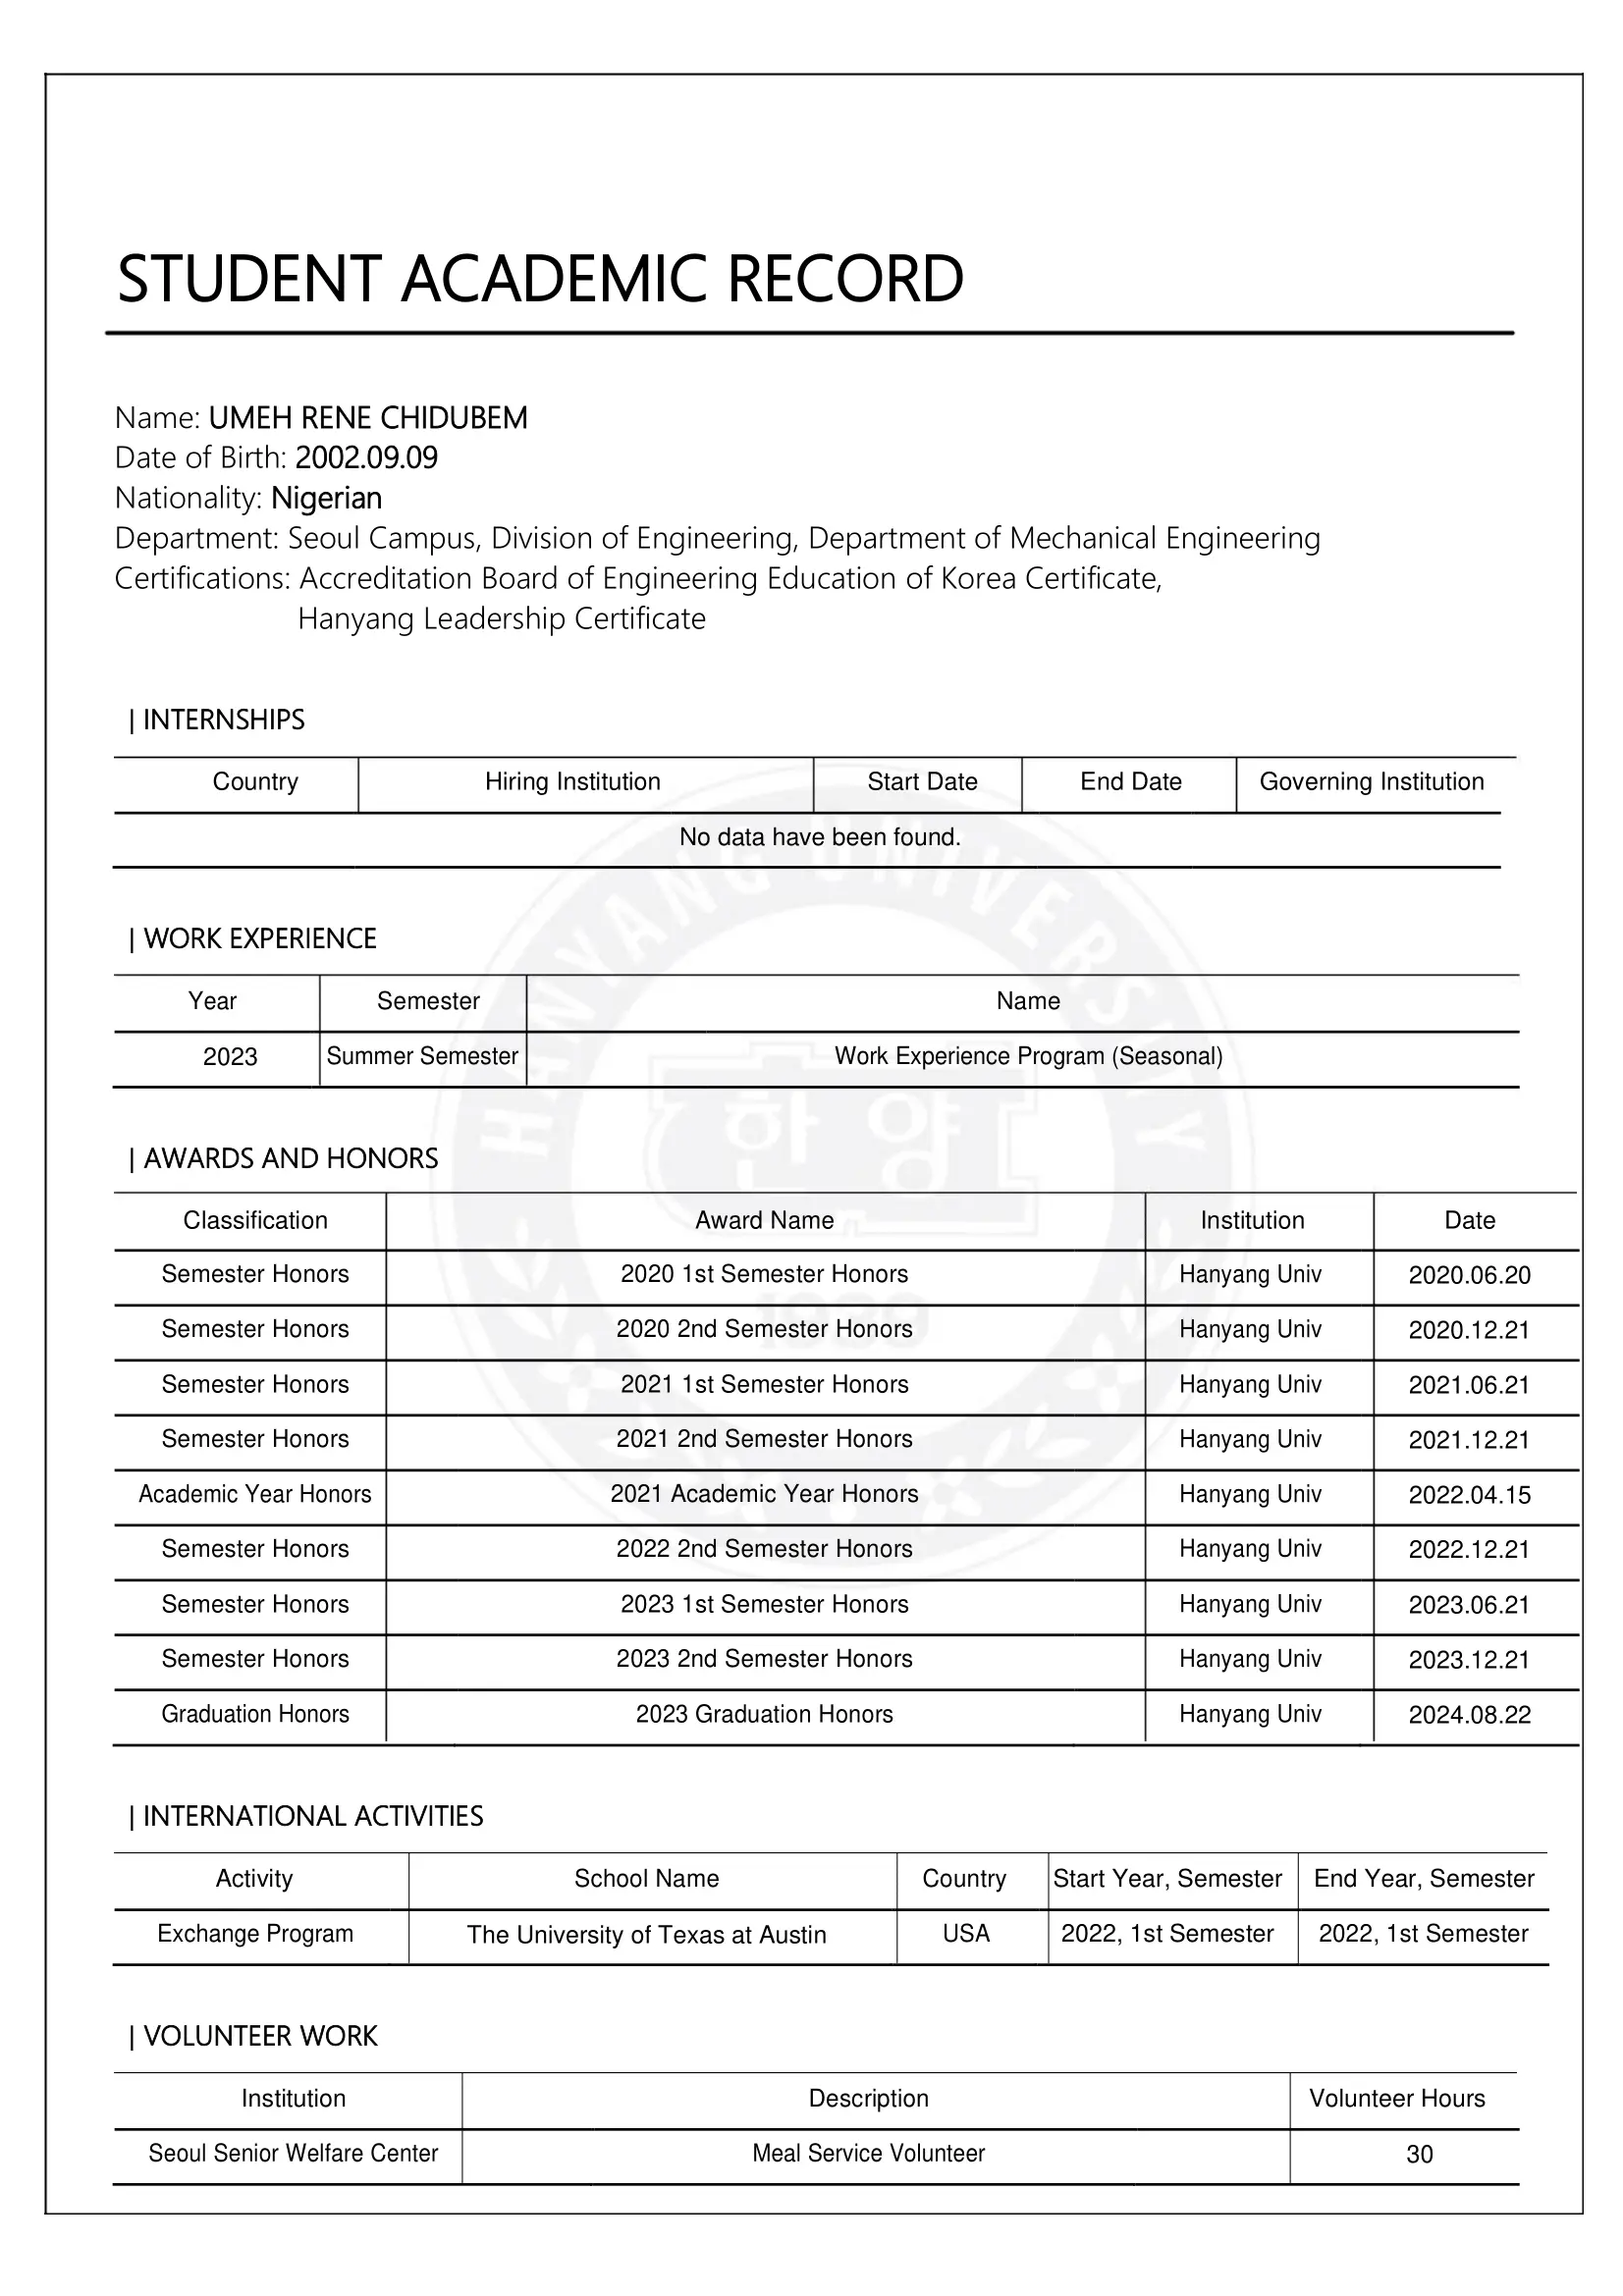 STUDENT ACADEMIC RECORD
Name: UMEH RENE CHIDUBEM
Date of Birth: 2002.09.09
Nationality: Nigerian
Department: Seoul Campus, Division of Engineering, Department of Mechanical Engineering
Certifications: Accreditation Board of Engineering Education of Korea Certificate,
Hanyang Leadership Certificate
| INTERNSHIPS
Country Hiring Institution Start Date End Date Governing Institution
No data have been found.
| WORK EXPERIENCE
Year Semester Name
2023 Summer Semester Work Experience Program (Seasonal)
| AWARDS AND HONORS
Classification Award Name Institution Date
Semester Honors 2020 1st Semester Honors Hanyang Univ 2020.06.20
Semester Honors 2020 2nd Semester Honors Hanyang Univ 2020.12.21
Semester Honors 2021 1st Semester Honors Hanyang Univ 2021.06.21
Semester Honors 2021 2nd Semester Honors Hanyang Univ 2021.12.21
Academic Year Honors 2021 Academic Year Honors Hanyang Univ 2022.04.15
Semester Honors 2022 2nd Semester Honors Hanyang Univ 2022.12.21
Semester Honors 2023 1st Semester Honors Hanyang Univ 2023.06.21
Semester Honors 2023 2nd Semester Honors Hanyang Univ 2023.12.21
Graduation Honors 2023 Graduation Honors Hanyang Univ 2024.08.22
| INTERNATIONAL ACTIVITIES
Activity School Name Country Start Year, Semester End Year, Semester
Exchange Program The University of Texas at Austin USA 2022, 1st Semester 2022, 1st Semester
| VOLUNTEER WORK
Institution Description Volunteer Hours
Seoul Senior Welfare Center Meal Service Volunteer 30
HANYANG UNIVERSITY
한양
1939